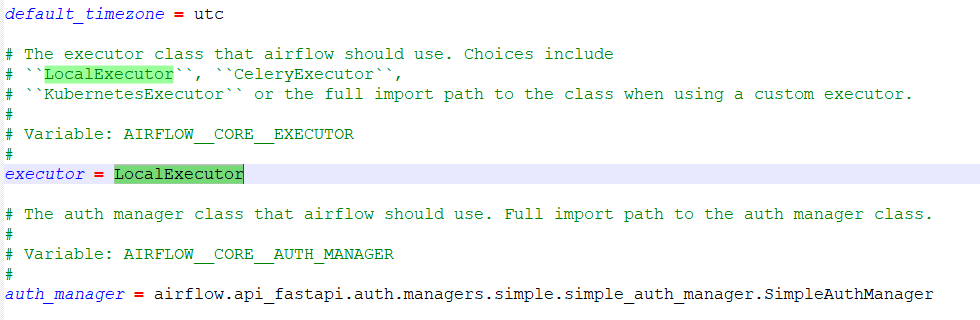 default_timezone = utc
# The executor class that airflow should use. Choices include
# ``LocalExecutor``, ``CeleryExecutor``,
# ``KubernetesExecutor`` or the full import path to the class when using a custom executor.
#
# Variable: AIRFLOW__CORE__EXECUTOR
#
executor = LocalExecutor
# The auth manager class that airflow should use. Full import path to the auth manager class.
#
# Variable: AIRFLOW__CORE__AUTH_MANAGER
#
auth_manager = airflow.api_fastapi.auth.managers.simple.simple_auth_manager.SimpleAuthManager